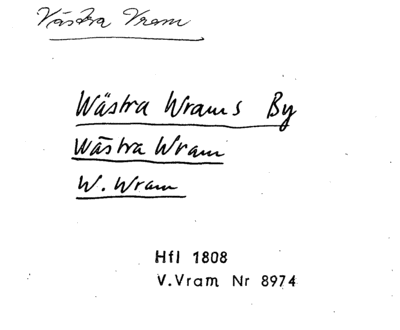 Västra Vram
Wästra Wrams By
Wästra Wram
W. Wram
Hfl 1808
V.Vram Nr 8974